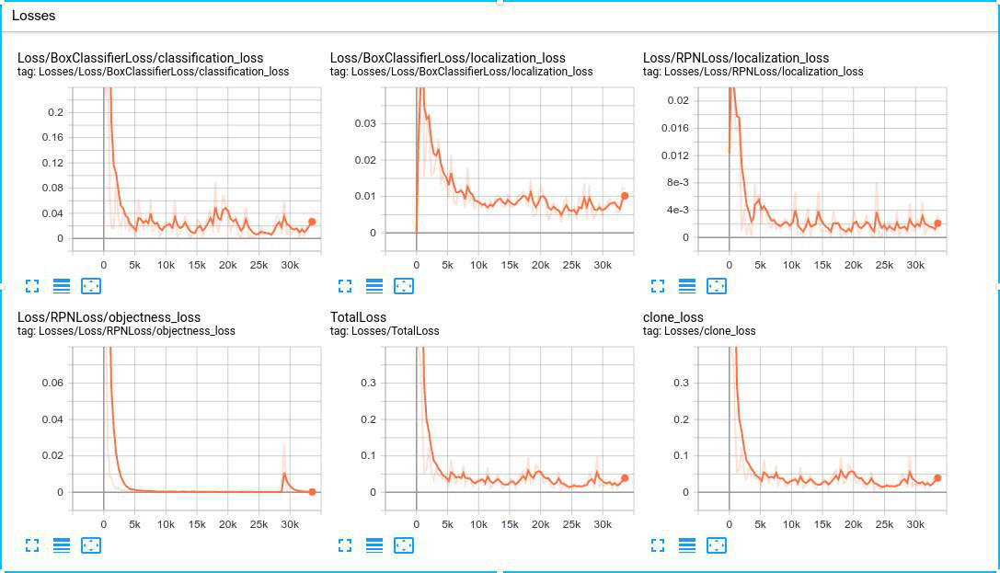 Losses
Loss/BoxClassifierLoss/classification_loss
tag: Losses/Loss/BoxClassifierLoss/classification_loss
0.2
0.16
0.12
0.08
0.04
0
0 5k 10k 15k 20k 25k 30k
Loss/BoxClassifierLoss/localization_loss
tag: Losses/Loss/BoxClassifierLoss/localization_loss
0.03
0.02
0.01
0
0 5k 10k 15k 20k 25k 30k
Loss/RPNLoss/localization_loss
tag: Losses/Loss/RPNLoss/localization_loss
0.02
0.016
0.012
8e-3
4e-3
0
0 5k 10k 15k 20k 25k 30k
Loss/RPNLoss/objectness_loss
tag: Losses/Loss/RPNLoss/objectness_loss
0.06
0.04
0.02
0
0 5k 10k 15k 20k 25k 30k
TotalLoss
tag: Losses/TotalLoss
0.3
0.2
0.1
0
0 5k 10k 15k 20k 25k 30k
clone_loss
tag: Losses/clone_loss
0.3
0.2
0.1
0
0 5k 10k 15k 20k 25k 30k